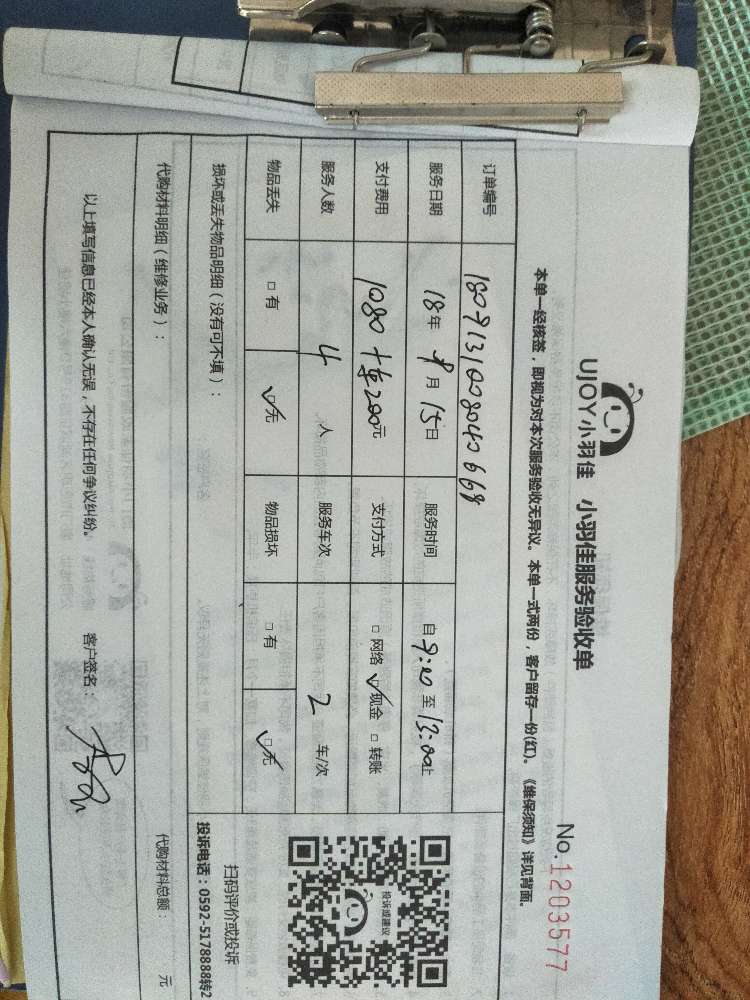 UJOY小羽佳 小羽佳服务验收单
No.1203577
本单一经核签，即视为对本次服务验收无异议。本单一式两份，客户留存一份(红)。《维保须知》详见背面。
订单编号 180913100804066
服务日期 18年 9月 15日 服务时间 自9:00至13:00止
支付费用 1080+ 200元 支付方式 □网络 ☑现金 □转账
服务人数 4 人 服务车次 2 车/次
物品丢失 □有 ☑无 物品损坏 □有 ☑无
投诉或建议
扫码评价或投诉
投诉电话：0592-5178888转2
损坏或丢失物品明细（没有可不填）：
代购材料明细（维修业务）： 代购材料总额： 元
以上填写信息已经本人确认无误，不存在任何争议纠纷。 客户签名：